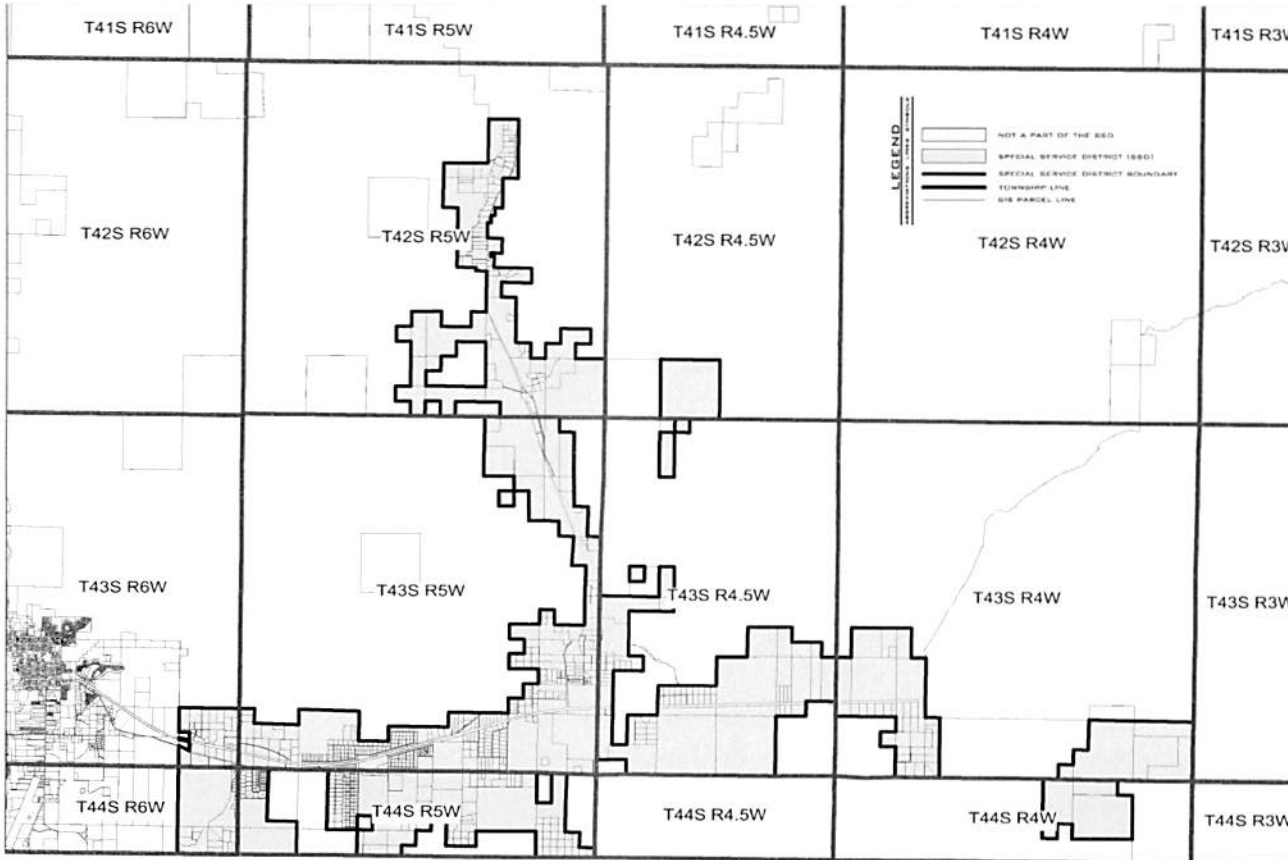 T41S R6W
T41S R5W
T41S R4.5W
T41S R4W
T41S R3W
LEGEND
NOT A PART OF THE SSD
SPECIAL SERVICE DISTRICT (SSD)
SPECIAL SERVICE DISTRICT BOUNDARY
TOWNSHIP LINE
GIS PARCEL LINE
T42S R6W
T42S R5W
T42S R4.5W
T42S R4W
T42S R3W
T43S R6W
T43S R5W
T43S R4.5W
T43S R4W
T43S R3W
T44S R6W
T44S R5W
T44S R4.5W
T44S R4W
T44S R3W